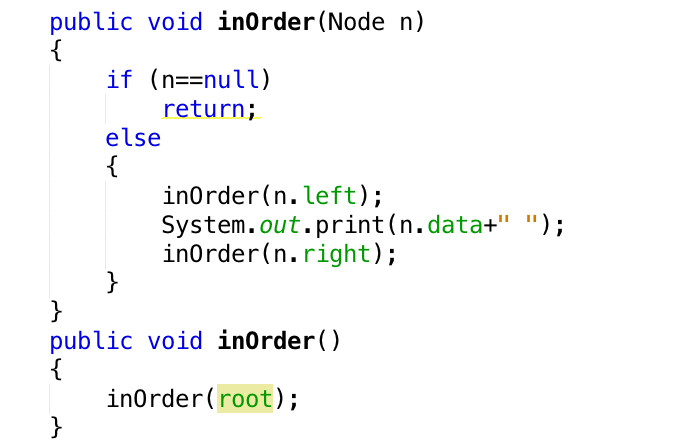 public void inOrder(Node n)
{
    if (n==null)
        return;
    else
    {
        inOrder(n.left);
        System.out.print(n.data+" ");
        inOrder(n.right);
    }
}
public void inOrder()
{
    inOrder(root);
}